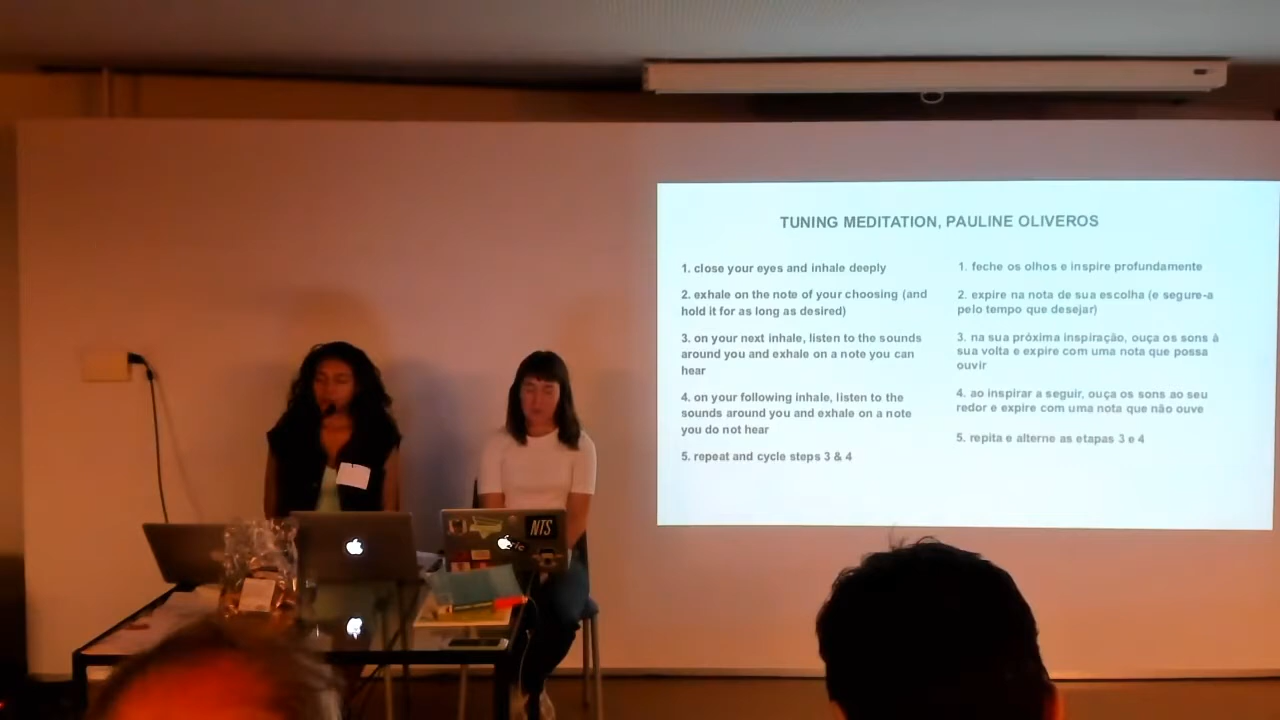 TUNING MEDITATION, PAULINE OLIVEROS
1. close your eyes and inhale deeply
2. exhale on the note of your choosing (and
hold it for as long as desired)
3. on your next inhale, listen to the sounds
around you and exhale on a note you can
hear
4. on your following inhale, listen to the
sounds around you and exhale on a note
you do not hear
5. repeat and cycle steps 3 & 4
1. feche os olhos e inspire profundamente
2. expire na nota de sua escolha (e segure-a
pelo tempo que desejar)
3. na sua próxima inspiração, ouça os sons à
sua volta e expire com uma nota que possa
ouvir
4. ao inspirar a seguir, ouça os sons ao seu
redor e expire com uma nota que não ouve
5. repita e alterne as etapas 3 e 4
NTS